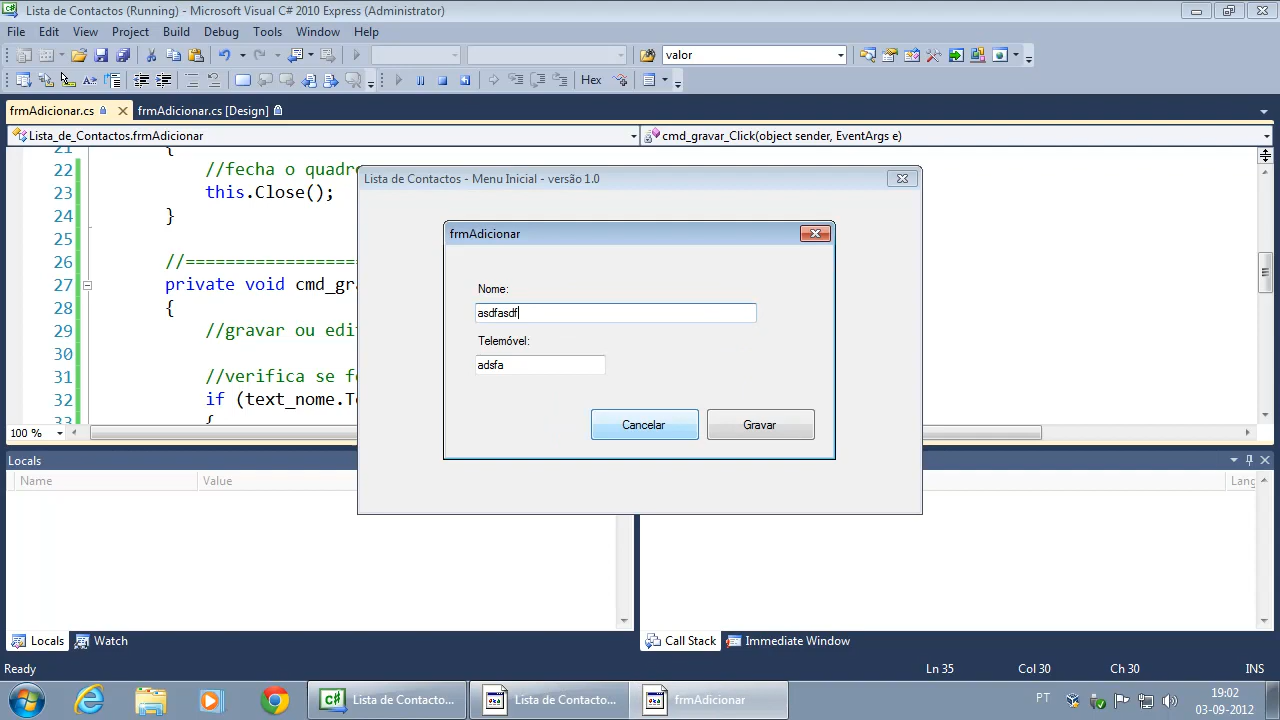 Lista de Contactos (Running) - Microsoft Visual C# 2010 Express (Administrator)
File Edit View Project Build Debug Tools Window Help
valor
Hex
frmAdicionar.cs
frmAdicionar.cs [Design]
Lista_de_Contactos.frmAdicionar
cmd_gravar_Click(object sender, EventArgs e)
21 {
22 //fecha o quadro
23 this.Close();
24 }
25
26 //===================
27 private void cmd_gra
28 {
29 //gravar ou edit
30
31 //verifica se fo
32 if (text_nome.Te
33 {
100 %
Lista de Contactos - Menu Inicial - versão 1.0
frmAdicionar
Nome:
asdfasdf
Telemóvel:
adsfa
Cancelar
Gravar
Locals
Name Value
Lang
Locals Watch
Call Stack Immediate Window
Ready
Ln 35 Col 30 Ch 30 INS
Lista de Contactos...
Lista de Contacto...
frmAdicionar
PT
19:02
03-09-2012